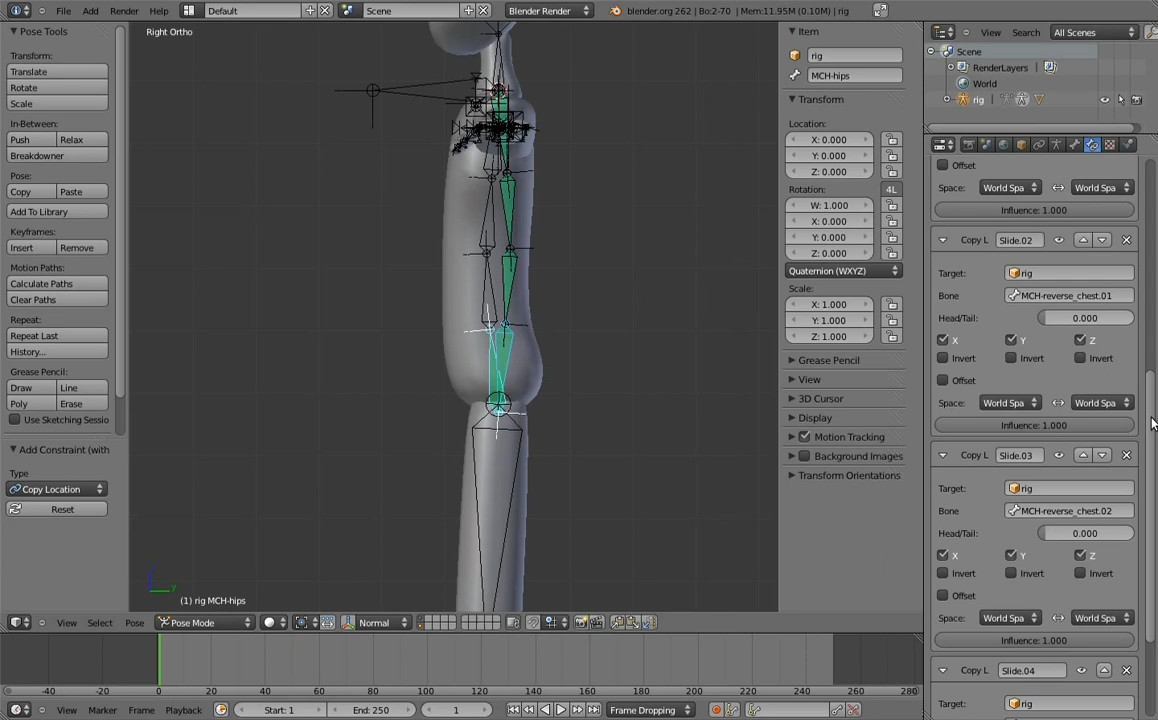 File Add Render Help Default Scene Blender Render blender.org 262 | Bo:2-70 | Mem:11.95M (0.10M) | rig
Pose Tools
Transform:
Translate
Rotate
Scale
In-Between:
Push Relax
Breakdowner
Pose:
Copy Paste
Add To Library
Keyframes:
Insert Remove
Motion Paths:
Calculate Paths
Clear Paths
Repeat:
Repeat Last
History...
Grease Pencil:
Draw Line
Poly Erase
Use Sketching Sessio
Add Constraint (with
Type
Copy Location
Reset
Right Ortho
(1) rig MCH-hips
View Select Pose Pose Mode Normal
Item
rig
MCH-hips
Transform
Location:
X: 0.000
Y: 0.000
Z: 0.000
Rotation: 4L
W: 1.000
X: 0.000
Y: 0.000
Z: 0.000
Quaternion (WXYZ)
Scale:
X: 1.000
Y: 1.000
Z: 1.000
Grease Pencil
View
3D Cursor
Display
Motion Tracking
Background Images
Transform Orientations
View Search All Scenes
Scene
RenderLayers
World
rig
Offset
Space: World Spa World Spa
Influence: 1.000
Copy L Slide.02
Target: rig
Bone MCH-reverse_chest.01
Head/Tail: 0.000
X Y Z
Invert Invert Invert
Offset
Space: World Spa World Spa
Influence: 1.000
Copy L Slide.03
Target: rig
Bone MCH-reverse_chest.02
Head/Tail: 0.000
X Y Z
Invert Invert Invert
Offset
Space: World Spa World Spa
Influence: 1.000
Copy L Slide.04
Target: rig
-40 -20 0 20 40 60 80 100 120 140 160 180 200 220 240 260 280
View Marker Frame Playback Start: 1 End: 250 1 Frame Dropping